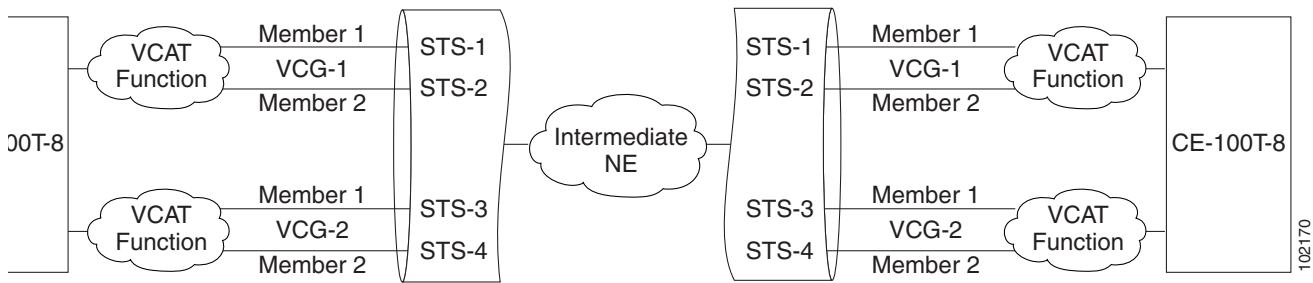 Member 1
VCAT
Function
VCG-1
Member 2
STS-1
STS-2
00T-8
Member 1
VCAT
Function
VCG-2
Member 2
STS-3
STS-4
Intermediate
NE
STS-1
STS-2
Member 1
VCG-1
Member 2
VCAT
Function
STS-3
STS-4
Member 1
VCG-2
Member 2
VCAT
Function
CE-100T-8
102170